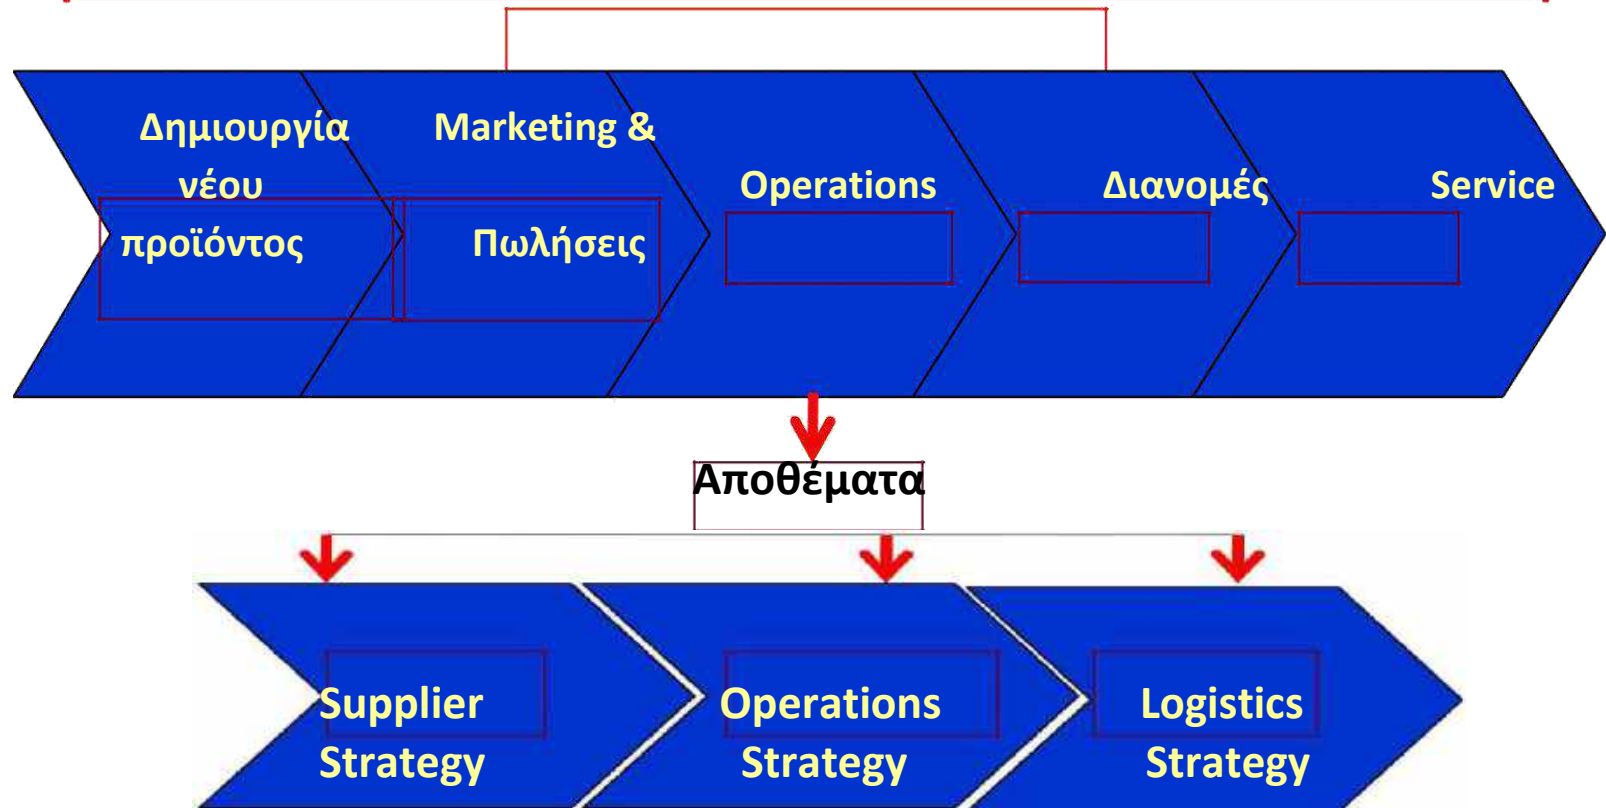 Δημιουργία
νέου
προϊόντος
Marketing &
Πωλήσεις
Operations
Διανομές
Service
Αποθέματα
Supplier
Strategy
Operations
Strategy
Logistics
Strategy